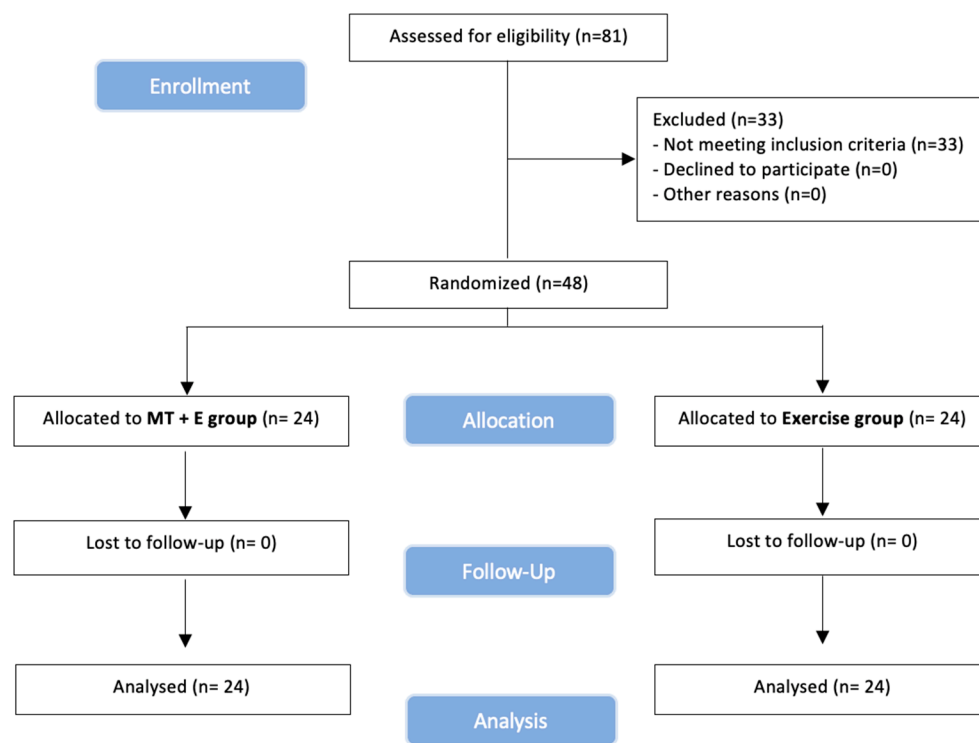 Assessed for eligibility (n=81)
Enrollment
Excluded (n=33)
- Not meeting inclusion criteria (n=33)
- Declined to participate (n=0)
- Other reasons (n=0)
Randomized (n=48)
Allocated to MT + E group (n= 24)
Allocation
Allocated to Exercise group (n= 24)
Lost to follow-up (n= 0)
Follow-Up
Lost to follow-up (n= 0)
Analysed (n= 24)
Analysis
Analysed (n= 24)